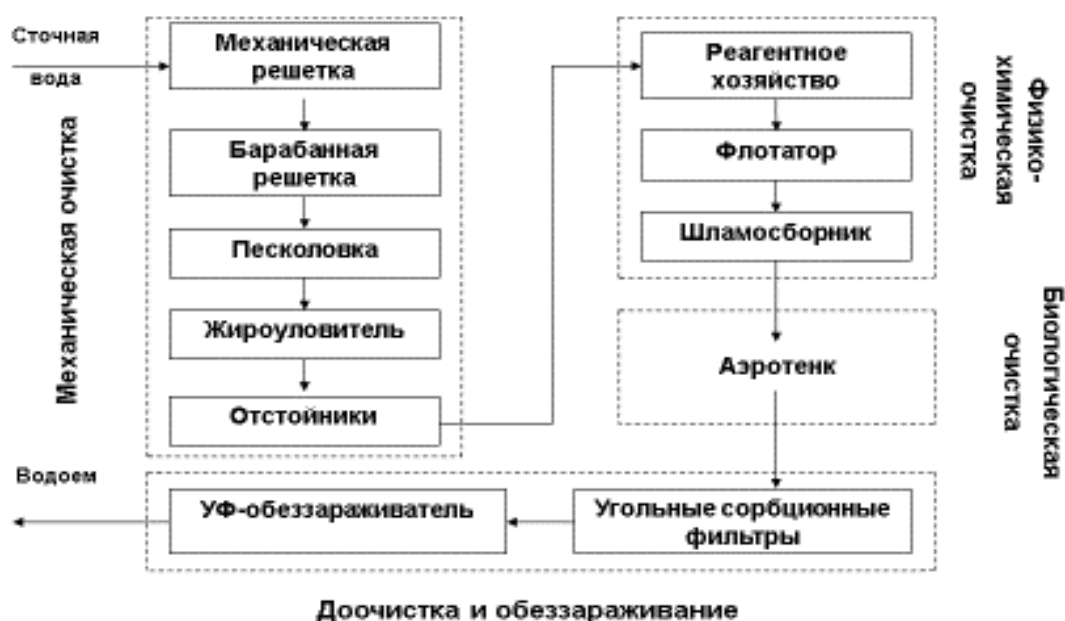 Сточная
вода
Механическая очистка
Механическая
решетка
Барабанная
решетка
Песколовка
Жироуловитель
Отстойники
Реагентное
хозяйство
Флотатор
Шламосборник
Физико-
химическая
очистка
Аэротенк
Биологическая
очистка
Угольные сорбционные
фильтры
УФ-обеззараживатель
Водоем
Доочистка и обеззараживание